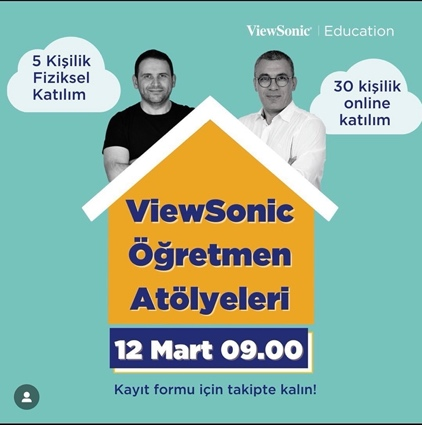 ViewSonic | Education
5 Kişilik
Fiziksel
Katılım
30 kişilik
online
katılım
ViewSonic
Öğretmen
Atölyeleri
12 Mart 09.00
Kayıt formu için takipte kalın!